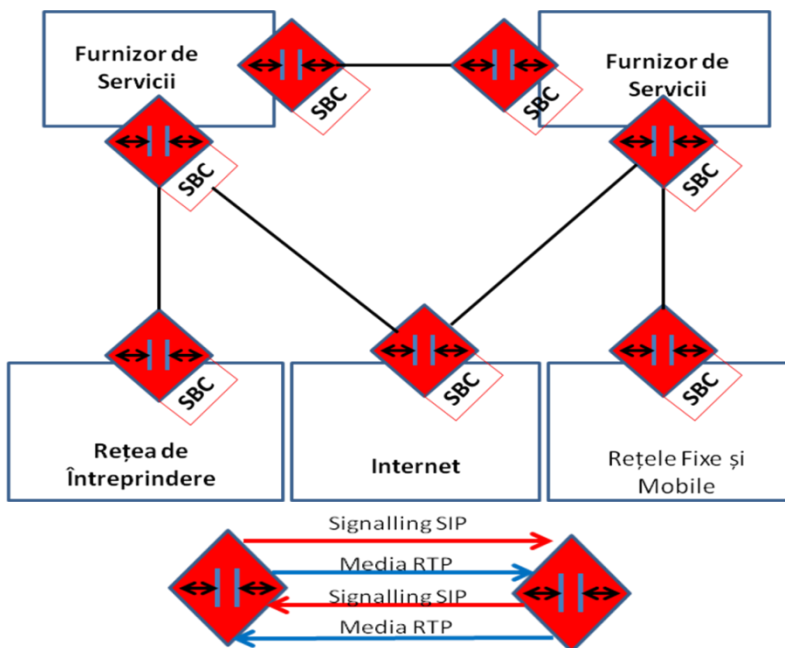 Furnizor de
Servicii
SBC
SBC
Furnizor de
Servicii
SBC
SBC
SBC
Rețea de
Întreprindere
SBC
Internet
SBC
Rețele Fixe și
Mobile
Signalling SIP
Media RTP
Signalling SIP
Media RTP